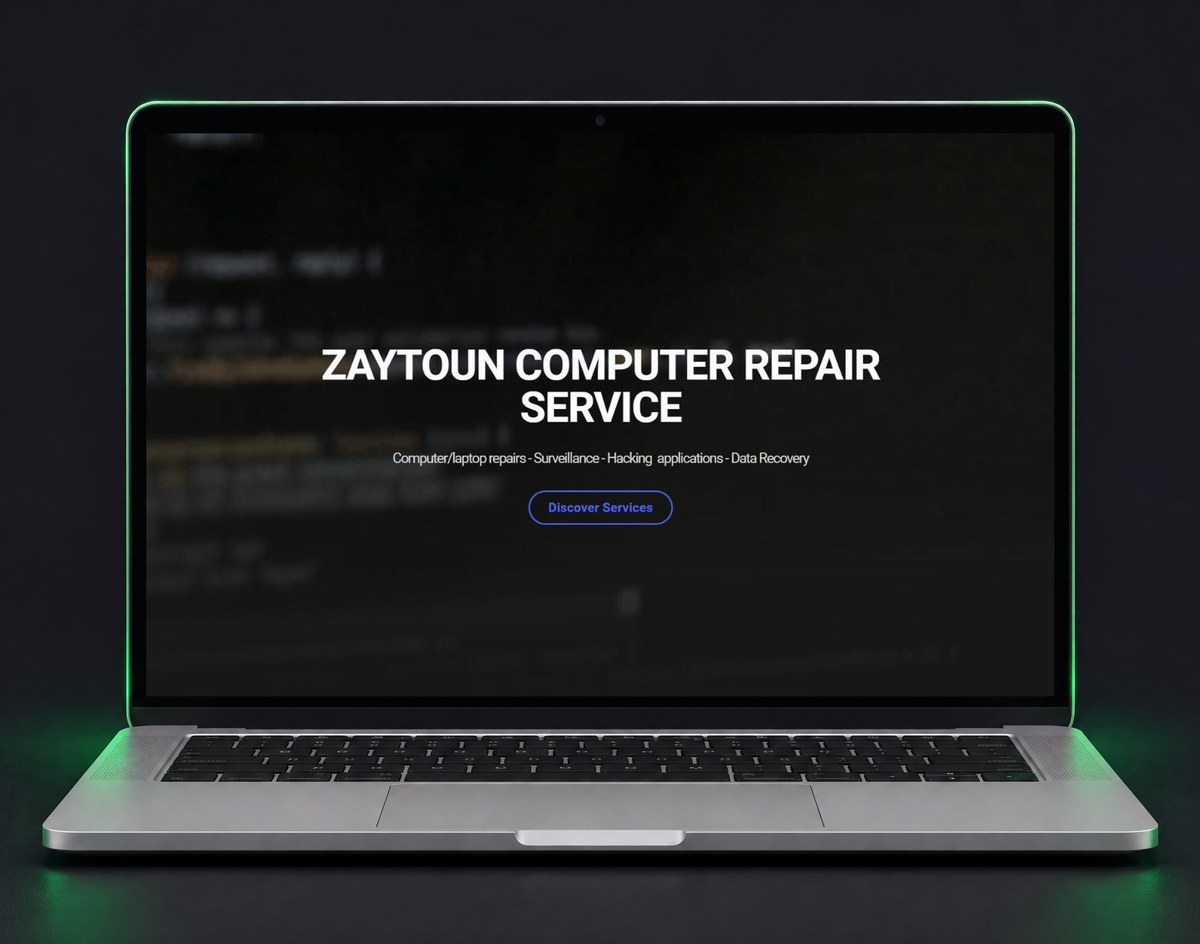 ZAYTOUN COMPUTER REPAIR
SERVICE
Computer/laptop repairs - Surveillance - Hacking applications - Data Recovery
Discover Services